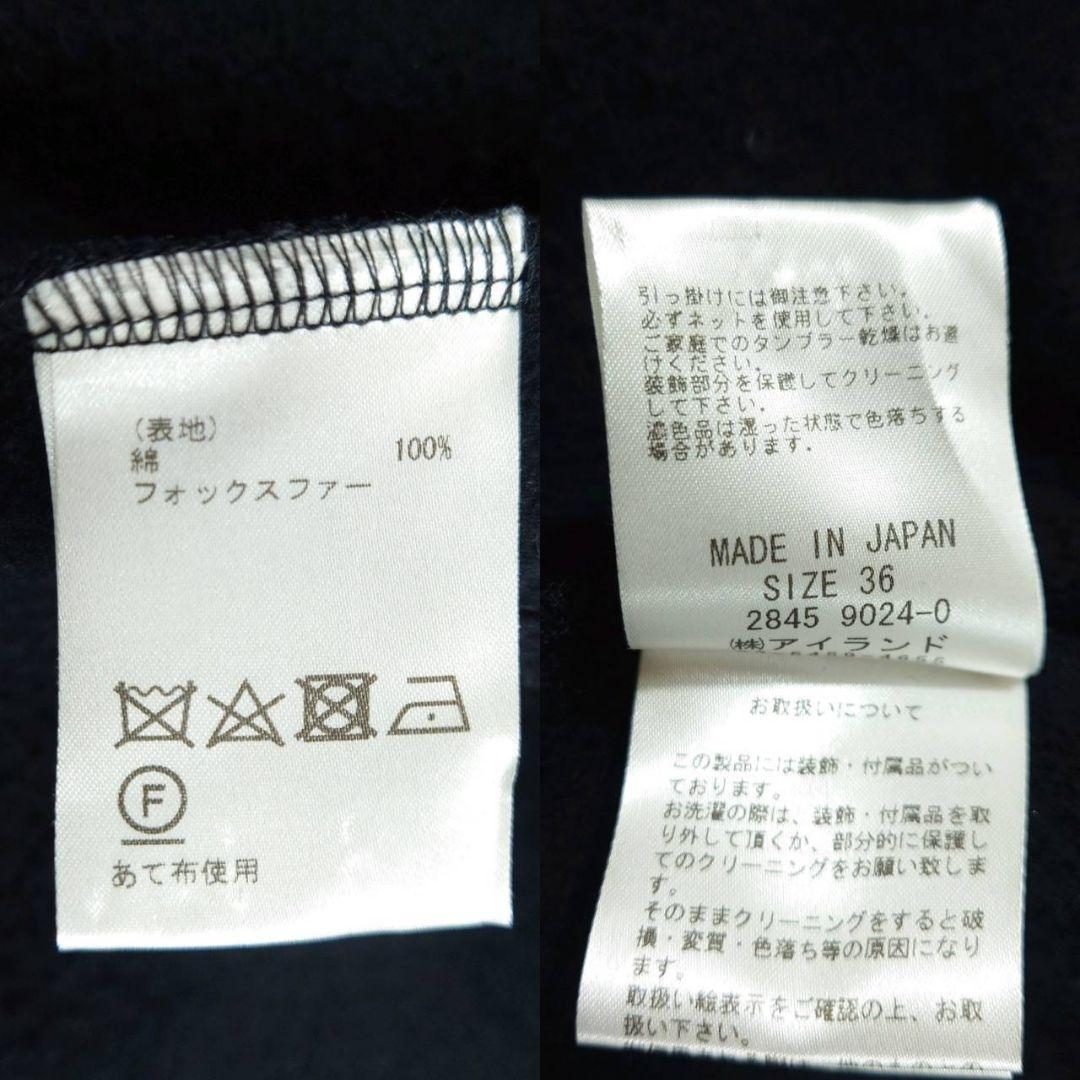 (表地)
綿 100%
フォックスファー
F
あて布使用
引っ掛けには御注意下さい。
必ずネットを使用して下さい。
ご家庭でのタンブラー乾燥はお避
けください。
装飾部分を保護してクリーニング
して下さい。
濃色品は湿った状態で色落ちする
場合があります.
MADE IN JAPAN
SIZE 36
2845 9024-0
(株)アイランド
お取扱いについて
この製品には装飾・付属品がつい
ております。
お洗濯の際は、装飾・付属品を取
り外して頂くか、部分的に保護し
てのクリーニングをお願い致しま
す。
そのままクリーニングをすると破
損・変質・色落ち等の原因になり
ます。
取扱い絵表示をご確認の上、お取
扱い下さい。